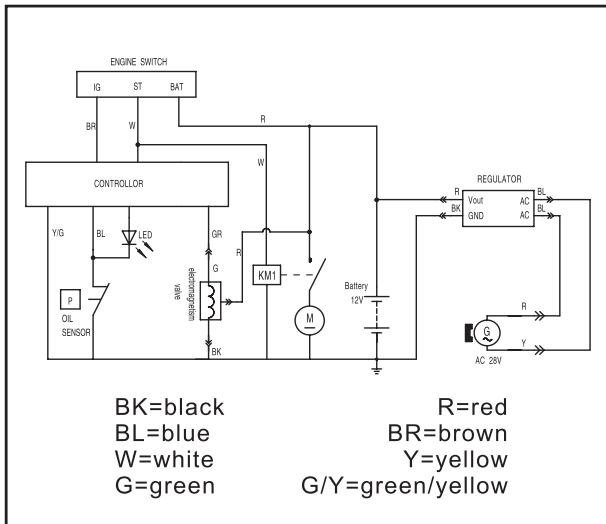 ENGINE SWITCH
IG ST BAT
BR W R
W
CONTROLLOR
REGULATOR
R Vout AC BL
BK GND AC BL
Y/G BL LED GR
G R
KM1
electromagnetism
valve
Battery
12V
P
OIL
SENSOR
M
R
G
Y
AC 28V
BK
BK=black R=red
BL=blue BR=brown
W=white Y=yellow
G=green G/Y=green/yellow